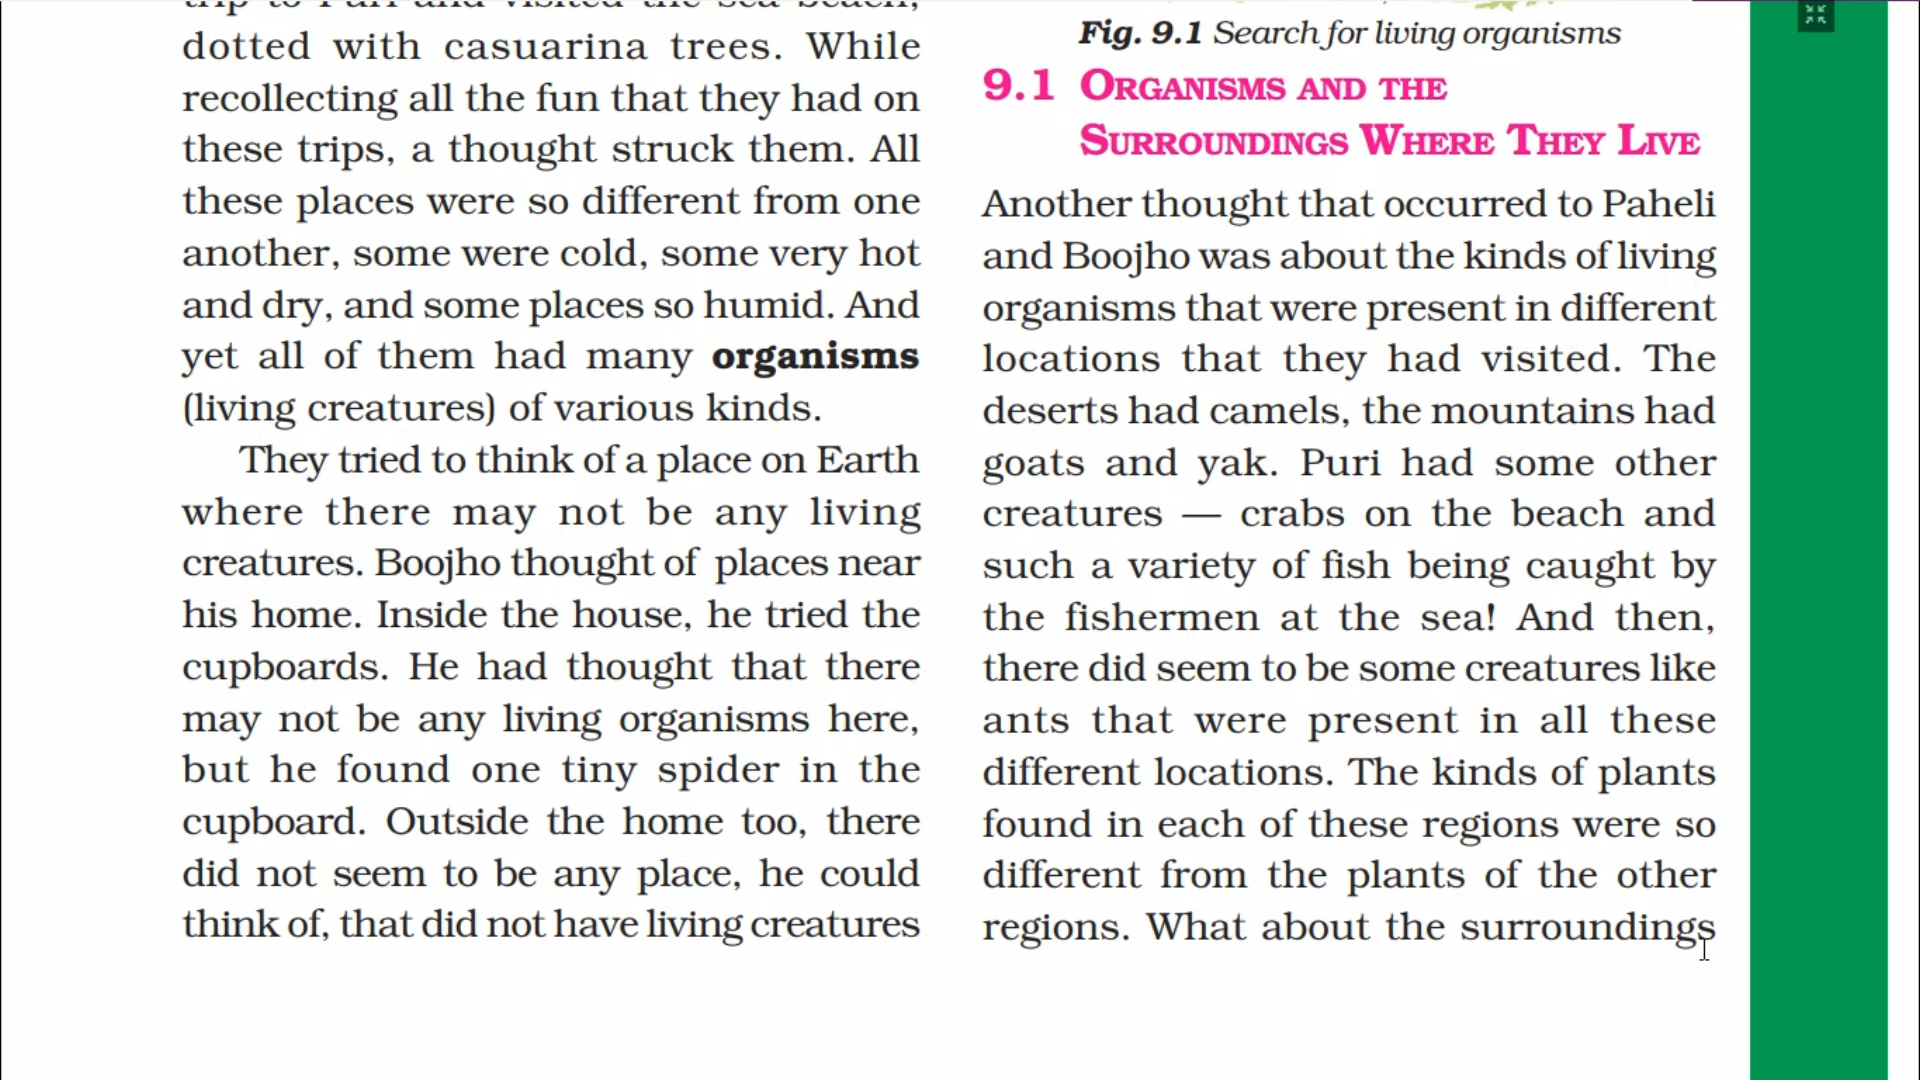 trip to Puri and visited the sea beach,
dotted with casuarina trees. While
recollecting all the fun that they had on
these trips, a thought struck them. All
these places were so different from one
another, some were cold, some very hot
and dry, and some places so humid. And
yet all of them had many organisms
(living creatures) of various kinds.
They tried to think of a place on Earth
where there may not be any living
creatures. Boojho thought of places near
his home. Inside the house, he tried the
cupboards. He had thought that there
may not be any living organisms here,
but he found one tiny spider in the
cupboard. Outside the home too, there
did not seem to be any place, he could
think of, that did not have living creatures
Fig. 9.1 Search for living organisms
9.1 ORGANISMS AND THE
SURROUNDINGS WHERE THEY LIVE
Another thought that occurred to Paheli
and Boojho was about the kinds of living
organisms that were present in different
locations that they had visited. The
deserts had camels, the mountains had
goats and yak. Puri had some other
creatures — crabs on the beach and
such a variety of fish being caught by
the fishermen at the sea! And then,
there did seem to be some creatures like
ants that were present in all these
different locations. The kinds of plants
found in each of these regions were so
different from the plants of the other
regions. What about the surroundings